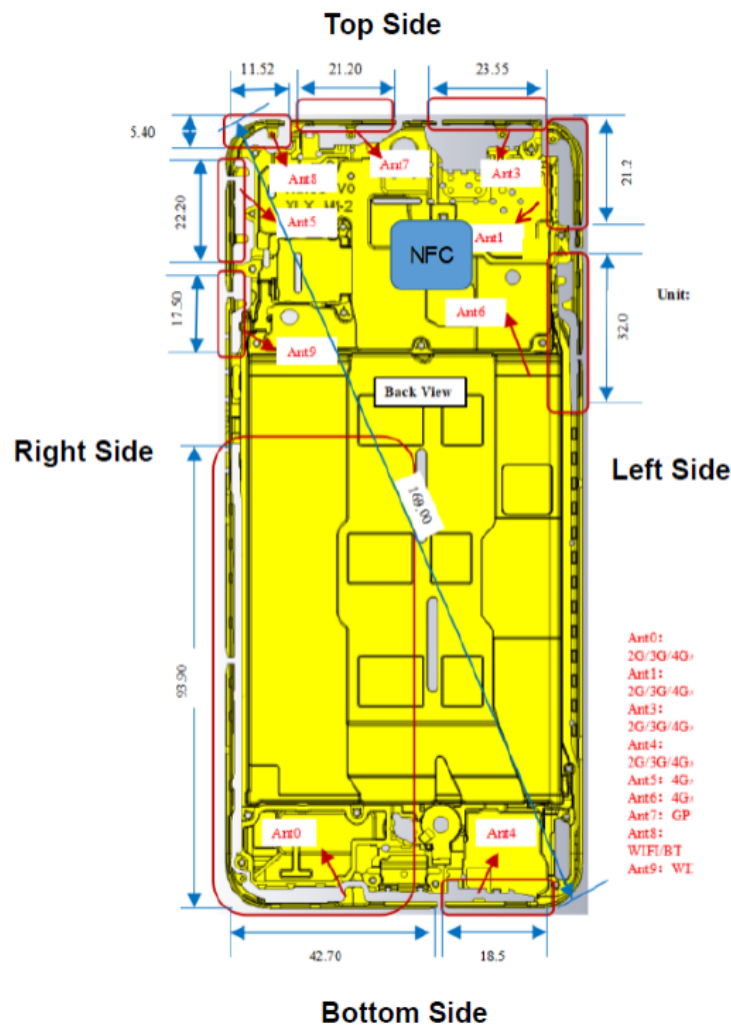 Top Side
11.52
21.20
23.55
5.40
Ant8
Ant7
Ant3
21.2
22.20
Ant5
Ant1
NFC
17.50
Ant6
Unit:
32.0
Ant9
Back View
Right Side
Left Side
169.00
93.90
Ant0:
2G/3G/4G
Ant1:
2G/3G/4G
Ant3:
2G/3G/4G
Ant4:
2G/3G/4G
Ant5: 4G
Ant6: 4G
Ant7: GP
Ant8:
WIFI/BT
Ant9: WI
Ant0
Ant4
42.70
18.5
Bottom Side